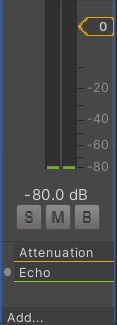 0
-20
-40
-60
-80
-80.0 dB
S M B
Attenuation
Echo
Add...